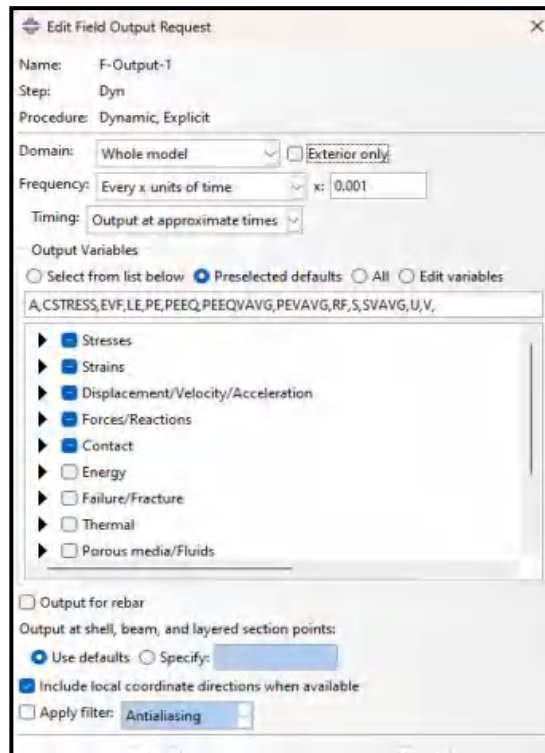 Edit Field Output Request
Name: F-Output-1
Step: Dyn
Procedure: Dynamic, Explicit
Domain: Whole model Exterior only
Frequency: Every x units of time x: 0.001
Timing: Output at approximate times
Output Variables
Select from list below Preselected defaults All Edit variables
A,CSTRESS,EVF,LE,PE,PEEQ,PEEQVAVG,PEVAVG,RF,S,SVAVG,U,V,
Stresses
Strains
Displacement/Velocity/Acceleration
Forces/Reactions
Contact
Energy
Failure/Fracture
Thermal
Porous media/Fluids
Output for rebar
Output at shell, beam, and layered section points:
Use defaults Specify:
Include local coordinate directions when available
Apply filter: Antialiasing